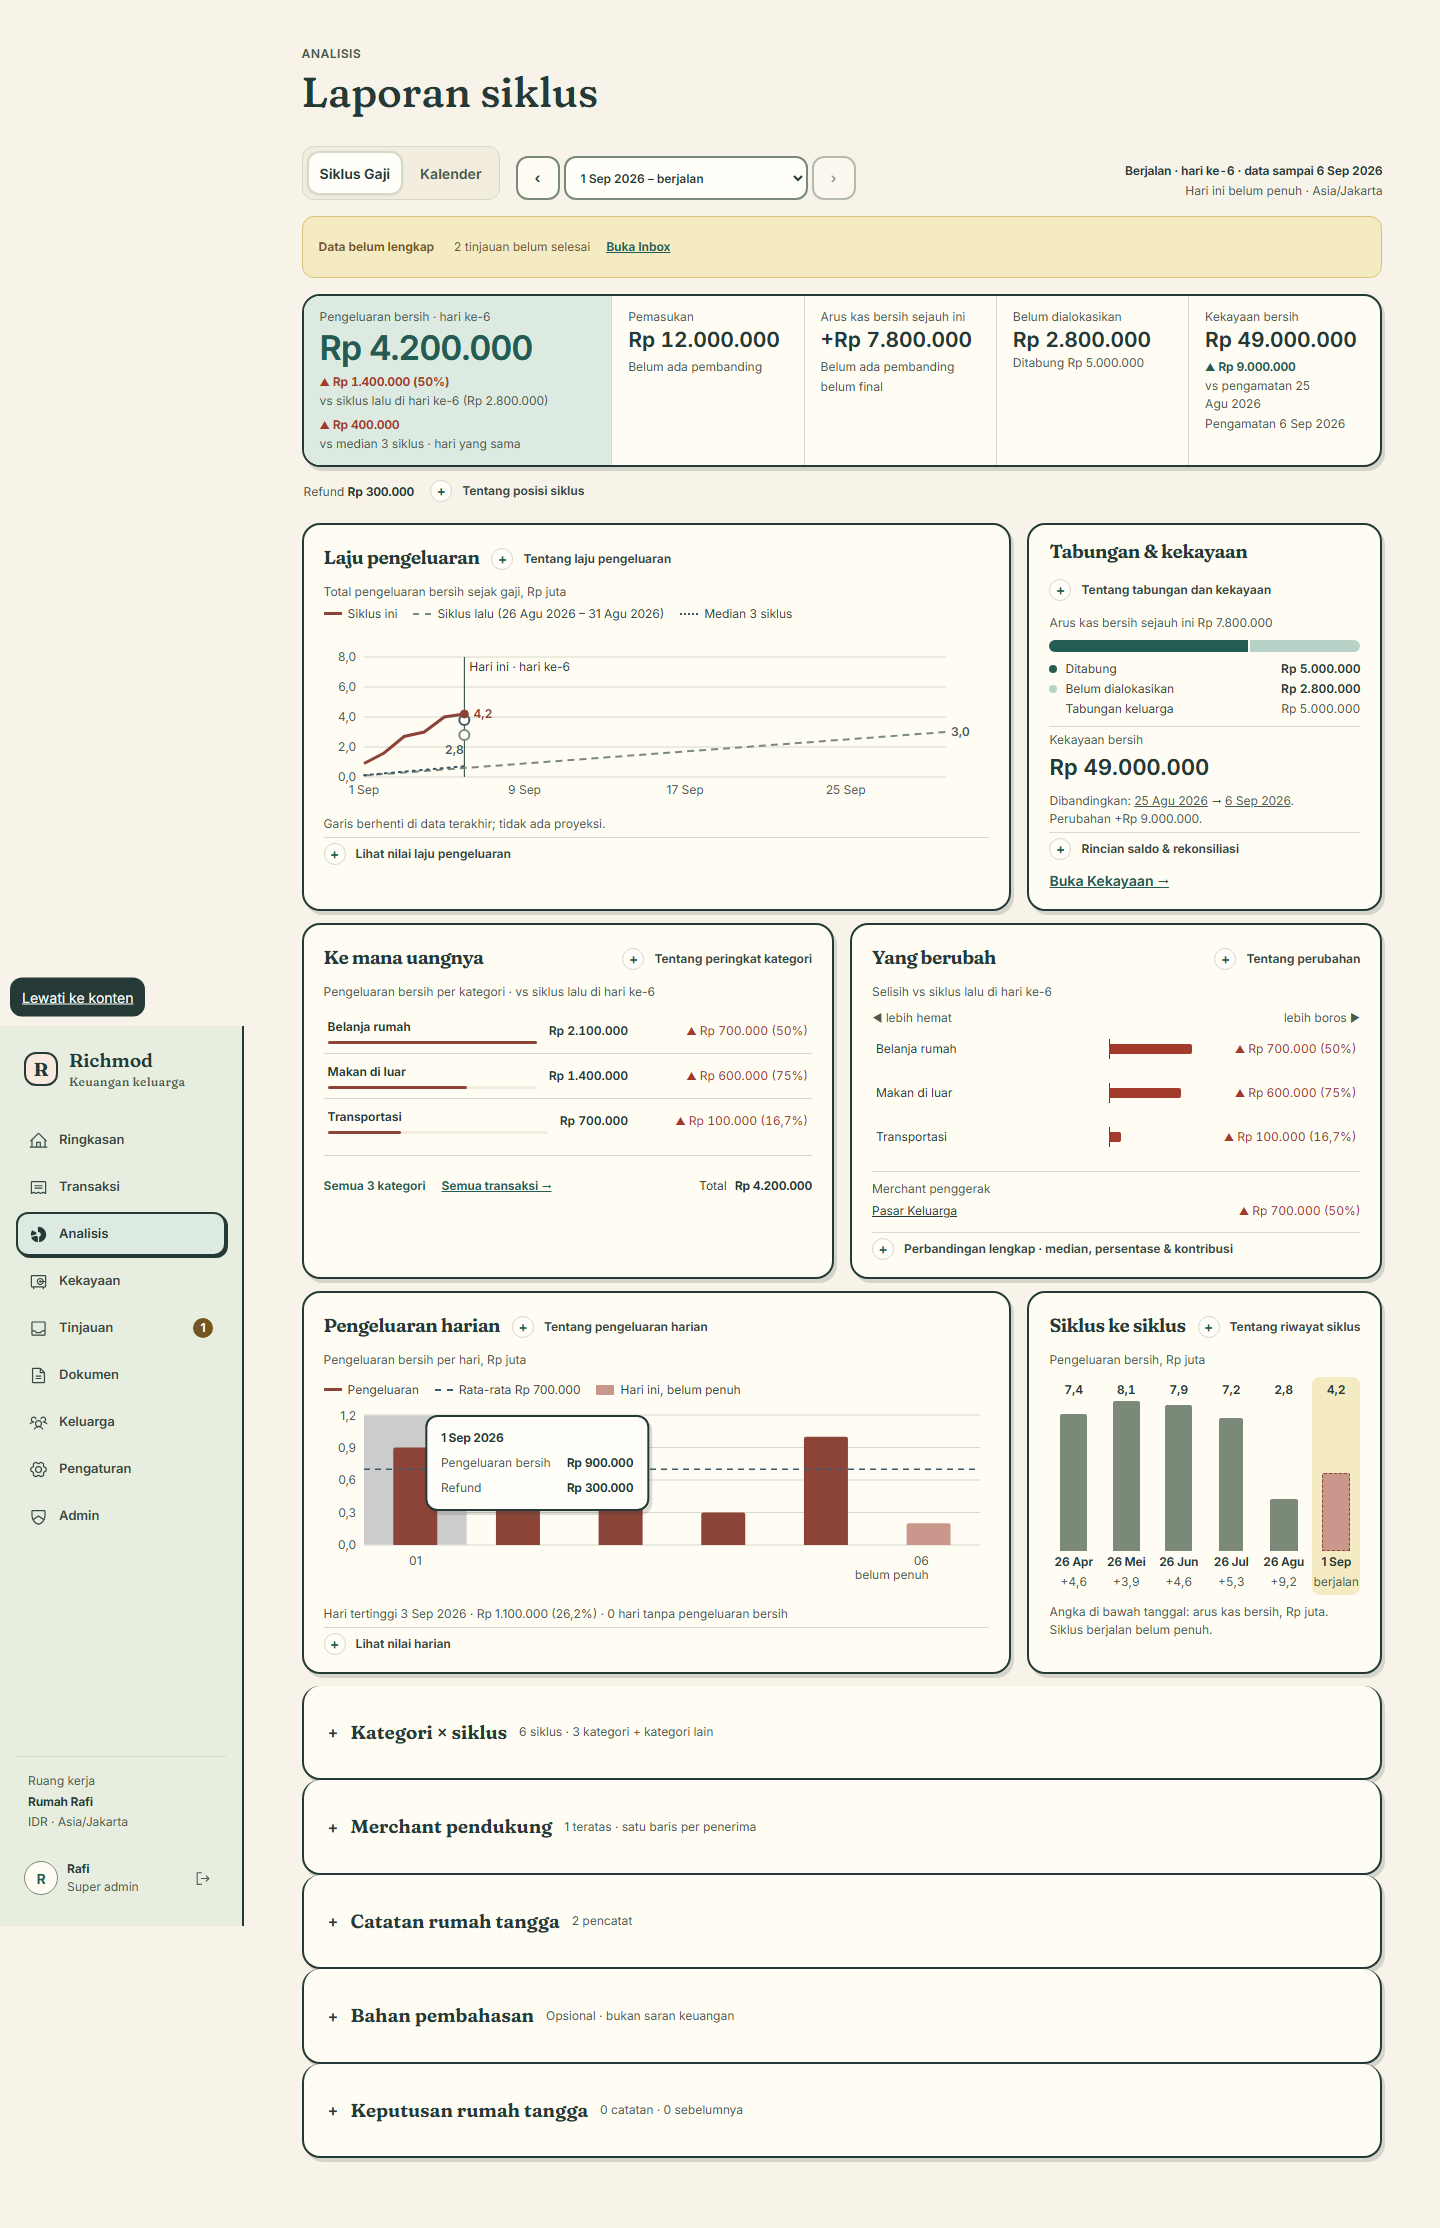 ANALISIS
Laporan siklus
Siklus Gaji
Kalender
‹
1 Sep 2026 – berjalan
›
Berjalan · hari ke-6 · data sampai 6 Sep 2026
Hari ini belum penuh · Asia/Jakarta
Data belum lengkap 2 tinjauan belum selesai Buka Inbox
Pengeluaran bersih · hari ke-6
Rp 4.200.000
▲ Rp 1.400.000 (50%)
vs siklus lalu di hari ke-6 (Rp 2.800.000)
▲ Rp 400.000
vs median 3 siklus · hari yang sama
Pemasukan
Rp 12.000.000
Belum ada pembanding
Arus kas bersih sejauh ini
+Rp 7.800.000
Belum ada pembanding
belum final
Belum dialokasikan
Rp 2.800.000
Ditabung Rp 5.000.000
Kekayaan bersih
Rp 49.000.000
▲ Rp 9.000.000
vs pengamatan 25
Agu 2026
Pengamatan 6 Sep 2026
Refund Rp 300.000 + Tentang posisi siklus
Laju pengeluaran + Tentang laju pengeluaran
Total pengeluaran bersih sejak gaji, Rp juta
Siklus ini Siklus lalu (26 Agu 2026 – 31 Agu 2026) Median 3 siklus
8,0
Hari ini · hari ke-6
6,0
4,0
4,2
2,0
2,8
3,0
0,0
1 Sep 9 Sep 17 Sep 25 Sep
Garis berhenti di data terakhir; tidak ada proyeksi.
+ Lihat nilai laju pengeluaran
Tabungan & kekayaan
+ Tentang tabungan dan kekayaan
Arus kas bersih sejauh ini Rp 7.800.000
Ditabung Rp 5.000.000
Belum dialokasikan Rp 2.800.000
Tabungan keluarga Rp 5.000.000
Kekayaan bersih
Rp 49.000.000
Dibandingkan: 25 Agu 2026 → 6 Sep 2026.
Perubahan +Rp 9.000.000.
+ Rincian saldo & rekonsiliasi
Buka Kekayaan →
Ke mana uangnya + Tentang peringkat kategori
Pengeluaran bersih per kategori · vs siklus lalu di hari ke-6
Belanja rumah Rp 2.100.000 ▲ Rp 700.000 (50%)
Makan di luar Rp 1.400.000 ▲ Rp 600.000 (75%)
Transportasi Rp 700.000 ▲ Rp 100.000 (16,7%)
Semua 3 kategori Semua transaksi → Total Rp 4.200.000
Yang berubah + Tentang perubahan
Selisih vs siklus lalu di hari ke-6
◀ lebih hemat lebih boros ▶
Belanja rumah ▲ Rp 700.000 (50%)
Makan di luar ▲ Rp 600.000 (75%)
Transportasi ▲ Rp 100.000 (16,7%)
Merchant penggerak
Pasar Keluarga ▲ Rp 700.000 (50%)
+ Perbandingan lengkap · median, persentase & kontribusi
Lewati ke konten
R
Richmod
Keuangan keluarga
Ringkasan
Transaksi
Analisis
Kekayaan
Tinjauan 1
Dokumen
Keluarga
Pengaturan
Admin
Ruang kerja
Rumah Rafi
IDR · Asia/Jakarta
R
Rafi
Super admin
Pengeluaran harian + Tentang pengeluaran harian
Pengeluaran bersih per hari, Rp juta
Pengeluaran Rata-rata Rp 700.000 Hari ini, belum penuh
1,2
0,9
0,6
0,3
0,0
1 Sep 2026
Pengeluaran bersih Rp 900.000
Refund Rp 300.000
01 06
belum penuh
Hari tertinggi 3 Sep 2026 · Rp 1.100.000 (26,2%) · 0 hari tanpa pengeluaran bersih
+ Lihat nilai harian
Siklus ke siklus + Tentang riwayat siklus
Pengeluaran bersih, Rp juta
7,4 8,1 7,9 7,2 2,8 4,2
26 Apr 26 Mei 26 Jun 26 Jul 26 Agu 1 Sep
+4,6 +3,9 +4,6 +5,3 +9,2 berjalan
Angka di bawah tanggal: arus kas bersih, Rp juta.
Siklus berjalan belum penuh.
+ Kategori × siklus 6 siklus · 3 kategori + kategori lain
+ Merchant pendukung 1 teratas · satu baris per penerima
+ Catatan rumah tangga 2 pencatat
+ Bahan pembahasan Opsional · bukan saran keuangan
+ Keputusan rumah tangga 0 catatan · 0 sebelumnya